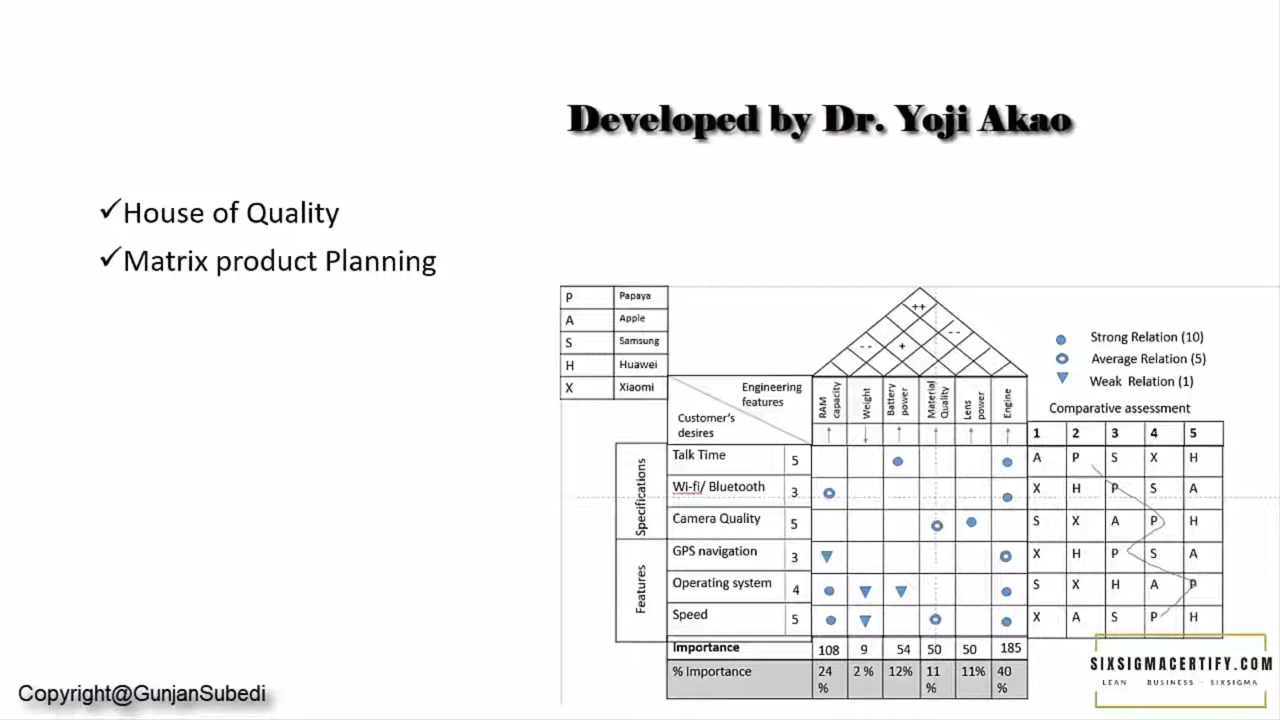 Developed by Dr. Yoji Akao
✓House of Quality
✓Matrix product Planning
P Papaya
A Apple
S Samsung
H Huawei
X Xiaomi
++
- -
- - +
Strong Relation (10)
Average Relation (5)
Weak Relation (1)
Comparative assessment
Engineering features
Customer's desires
RAM capacity
Weight
Battery power
Material Quality
Lens power
Engine
1 2 3 4 5
Specifications
Talk Time 5 A P S X H
Wi-fi/ Bluetooth 3 X H P S A
Camera Quality 5 S X A P H
Features
GPS navigation 3 X H P S A
Operating system 4 S X H A P
Speed 5 X A S P H
Importance 108 9 54 50 50 185
% Importance 24 % 2 % 12% 11 % 11% 40 %
SIXSIGMACERTIFY.COM
LEAN BUSINESS - SIXSIGMA
Copyright@GunjanSubedi